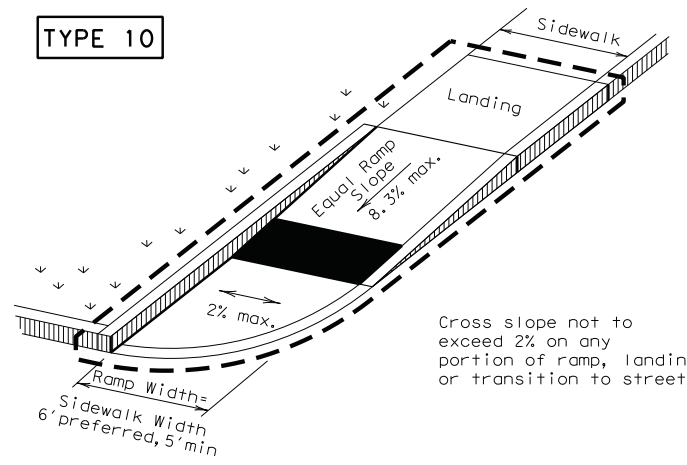 TYPE 10
Sidewalk
Landing
Equal Ramp
Slope
8.3% max.
2% max.
Cross slope not to
exceed 2% on any
portion of ramp, landin
or transition to street
Ramp Width=
Sidewalk Width
6' preferred, 5' min